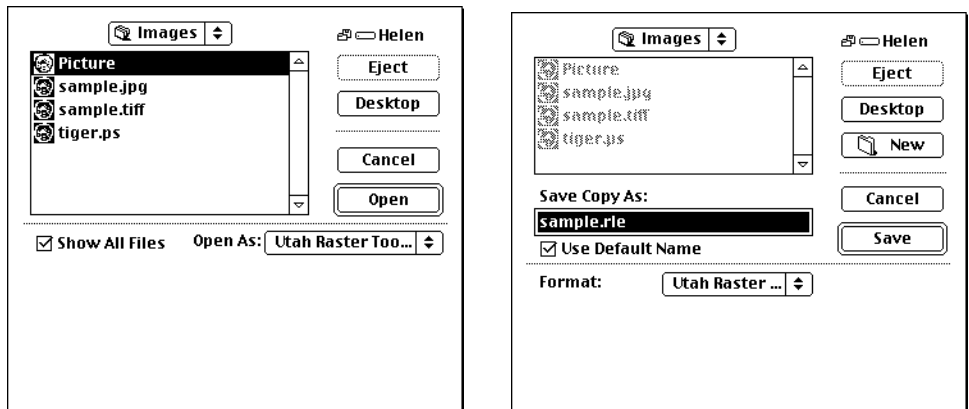 Images
Helen
Picture
sample.jpg
sample.tiff
tiger.ps
Eject
Desktop
Cancel
Open
Show All Files
Open As: Utah Raster Too...
Images
Helen
Picture
sample.jpg
sample.tiff
tiger.ps
Eject
Desktop
New
Save Copy As:
sample.rle
Use Default Name
Cancel
Save
Format: Utah Raster ...